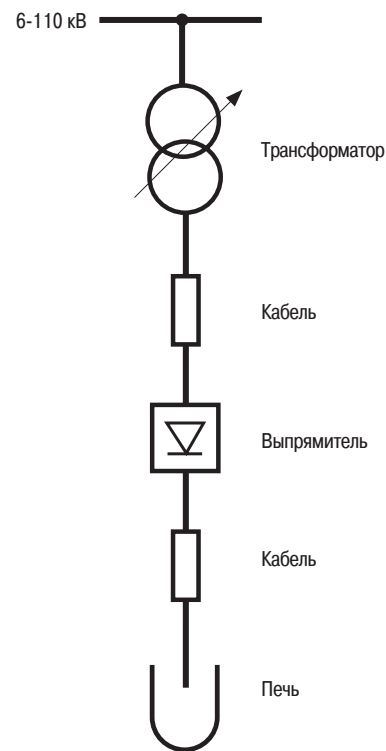 6-110 кВ
Трансформатор
Кабель
Выпрямитель
Кабель
Печь